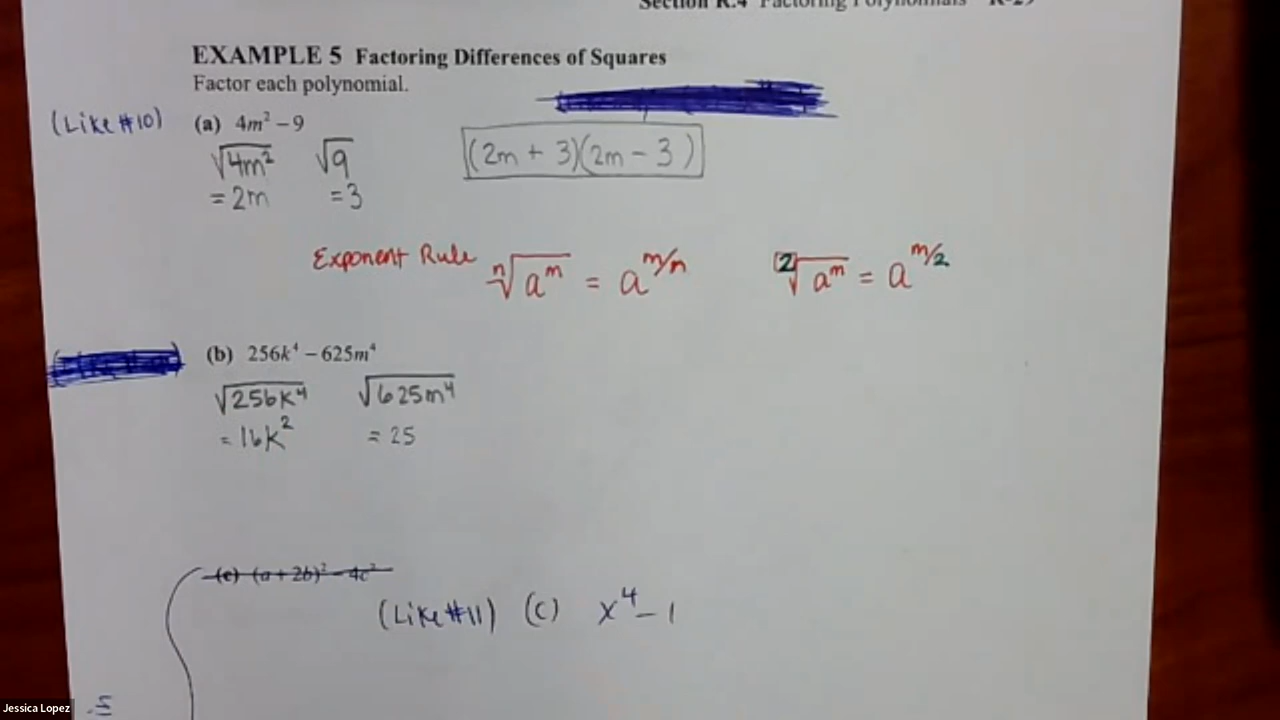 Section R.4 Factoring Polynomials R-29
EXAMPLE 5 Factoring Differences of Squares
Factor each polynomial.
(Like #10) (a) 4m² − 9
√4m² √9 (2m + 3)(2m − 3)
= 2m = 3
Exponent Rule ⁿ√aᵐ = a^m/n ²√aᵐ = a^m/2
(b) 256k⁴ − 625m⁴
√256k⁴ √625m⁴
= 16k² = 25
(c) (a + 2b)² − 4c²
(Like #11) (c) x⁴ − 1
Jessica Lopez